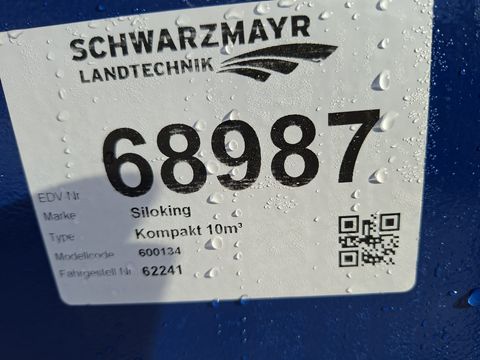 SCHWARZMAYR
LANDTECHNIK
EDV Nr 68987
Marke Siloking
Type Kompakt 10m³
Modellcode 600134
Fahrgestell Nr 62241